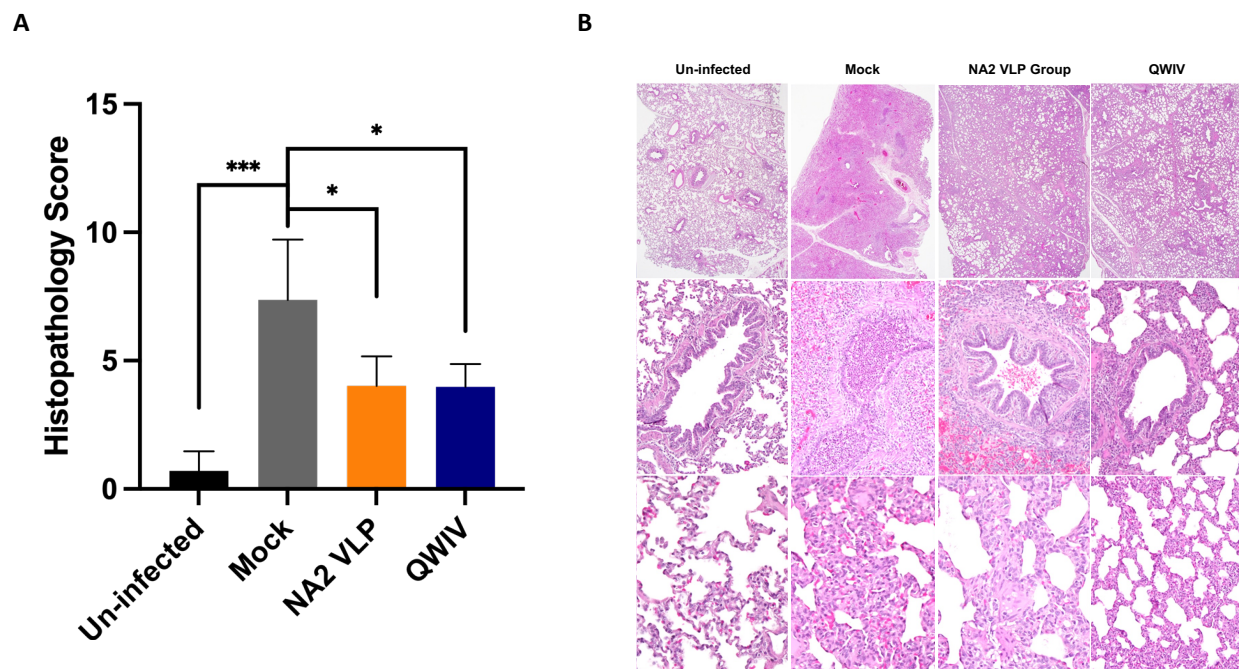 A
B
Un-infected
Mock
NA2 VLP Group
QWIV
Histopathology Score
15
10
5
0
***
*
*
Un-infected
Mock
NA2 VLP
QWIV